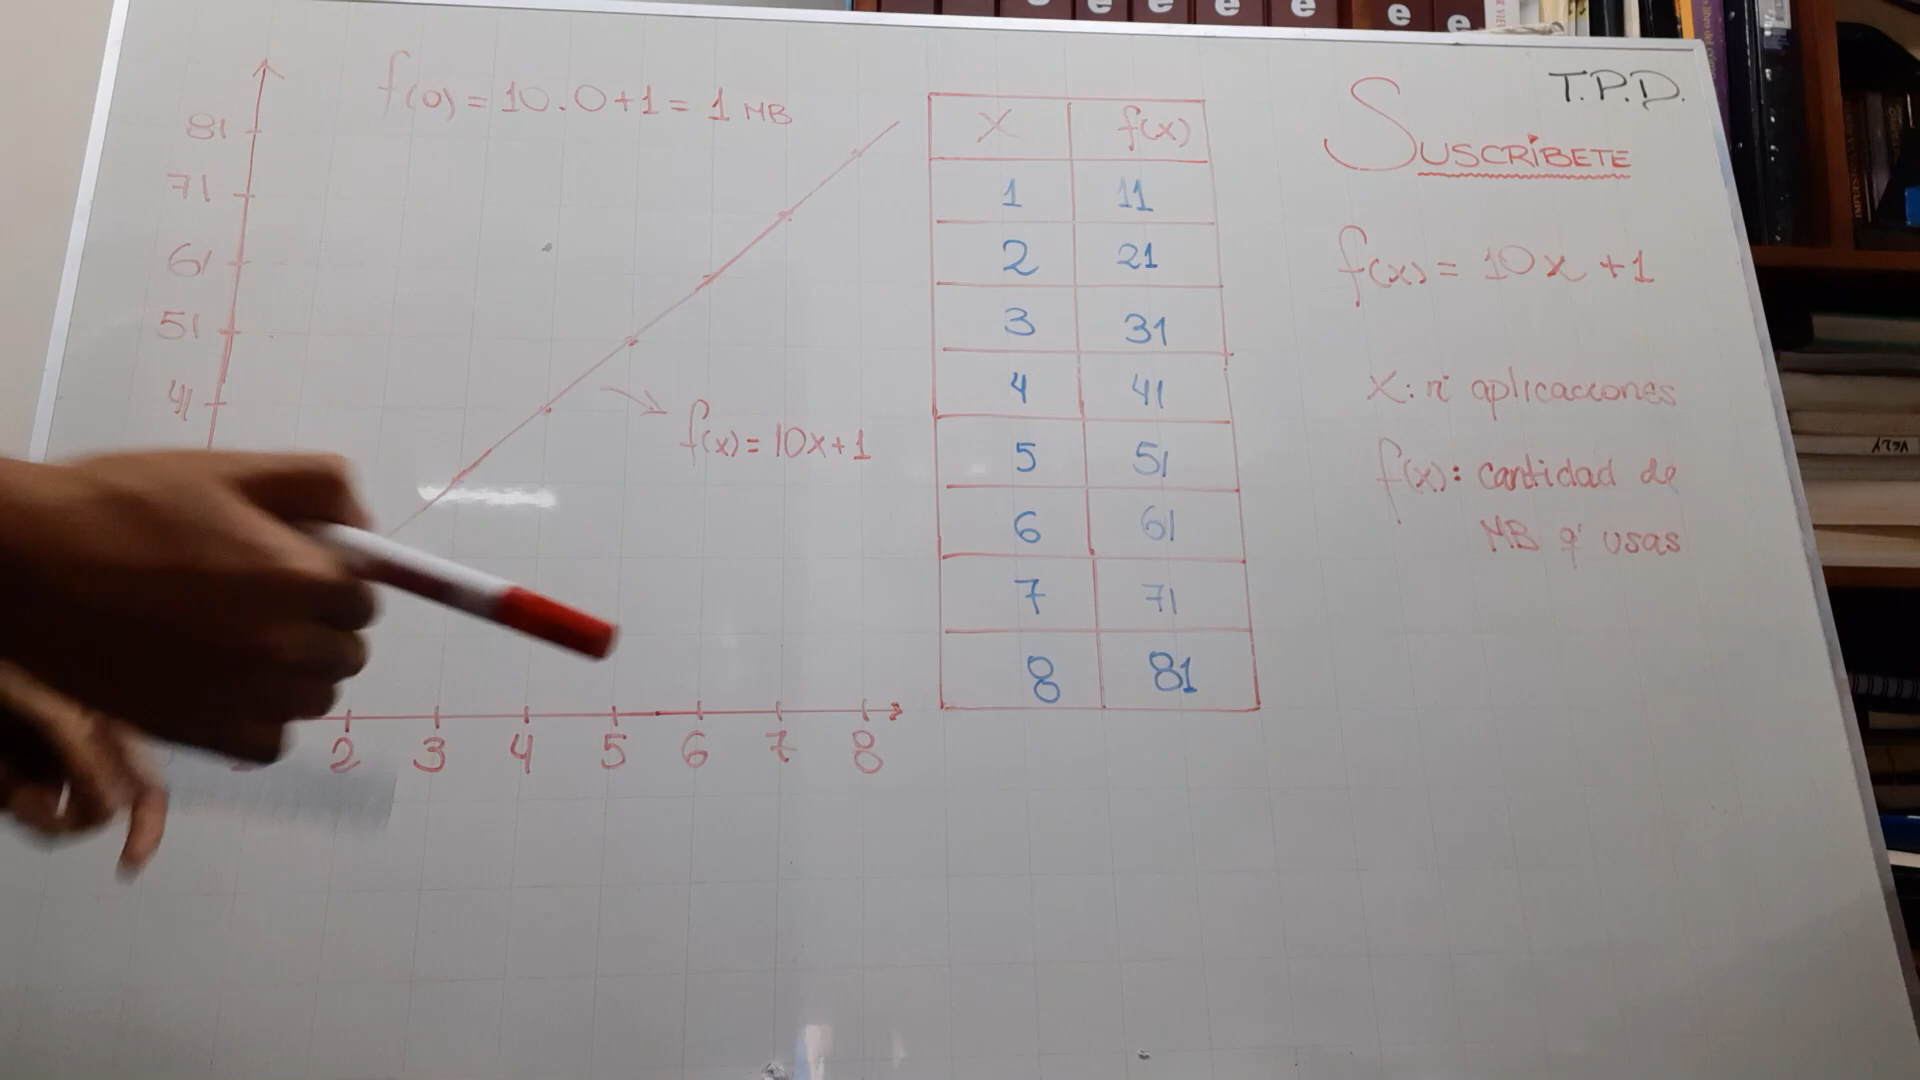 f(0) = 10.0+1 = 1 MB
81
71
61
51
41
f(x) = 10x+1
2 3 4 5 6 7 8
X f(x)
1 11
2 21
3 31
4 41
5 51
6 61
7 71
8 81
T.P.D.
SUSCRÍBETE
f(x) = 10x +1
X: n° aplicaciones
f(x): cantidad de
MB q' usas
e e e e e e